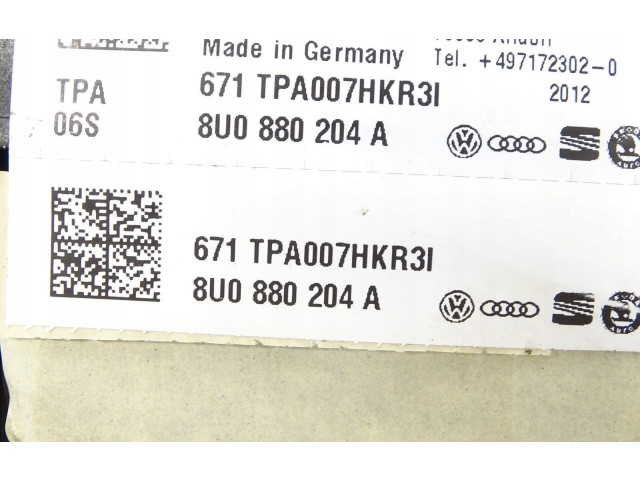 Made in Germany
Tel. +497172302-0
TPA 671 TPA007HKR3I 2012
06S 8U0 880 204 A
671 TPA007HKR3I
8U0 880 204 A